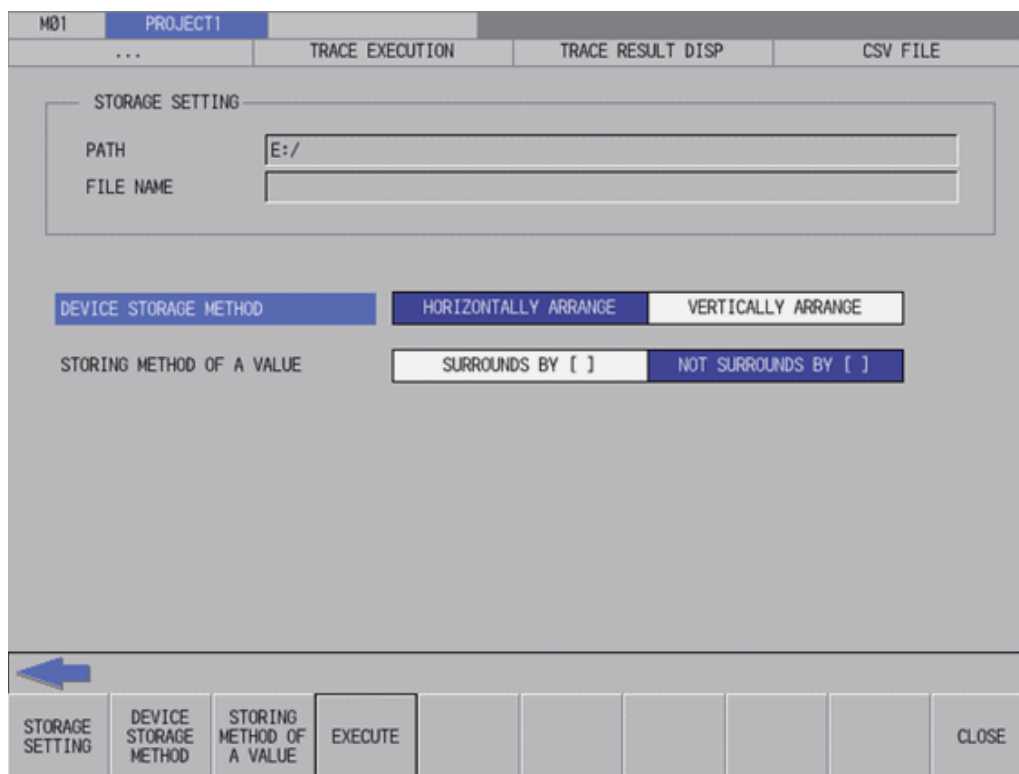 MØ1 PROJECT1
... TRACE EXECUTION TRACE RESULT DISP CSV FILE
STORAGE SETTING
PATH E:/
FILE NAME
DEVICE STORAGE METHOD HORIZONTALLY ARRANGE VERTICALLY ARRANGE
STORING METHOD OF A VALUE SURROUNDS BY [ ] NOT SURROUNDS BY [ ]
STORAGE
SETTING
DEVICE
STORAGE
METHOD
STORING
METHOD OF
A VALUE
EXECUTE
CLOSE